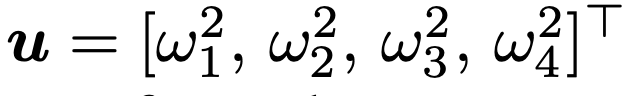 𝒖 = [ω₁², ω₂², ω₃², ω₄²]⊤